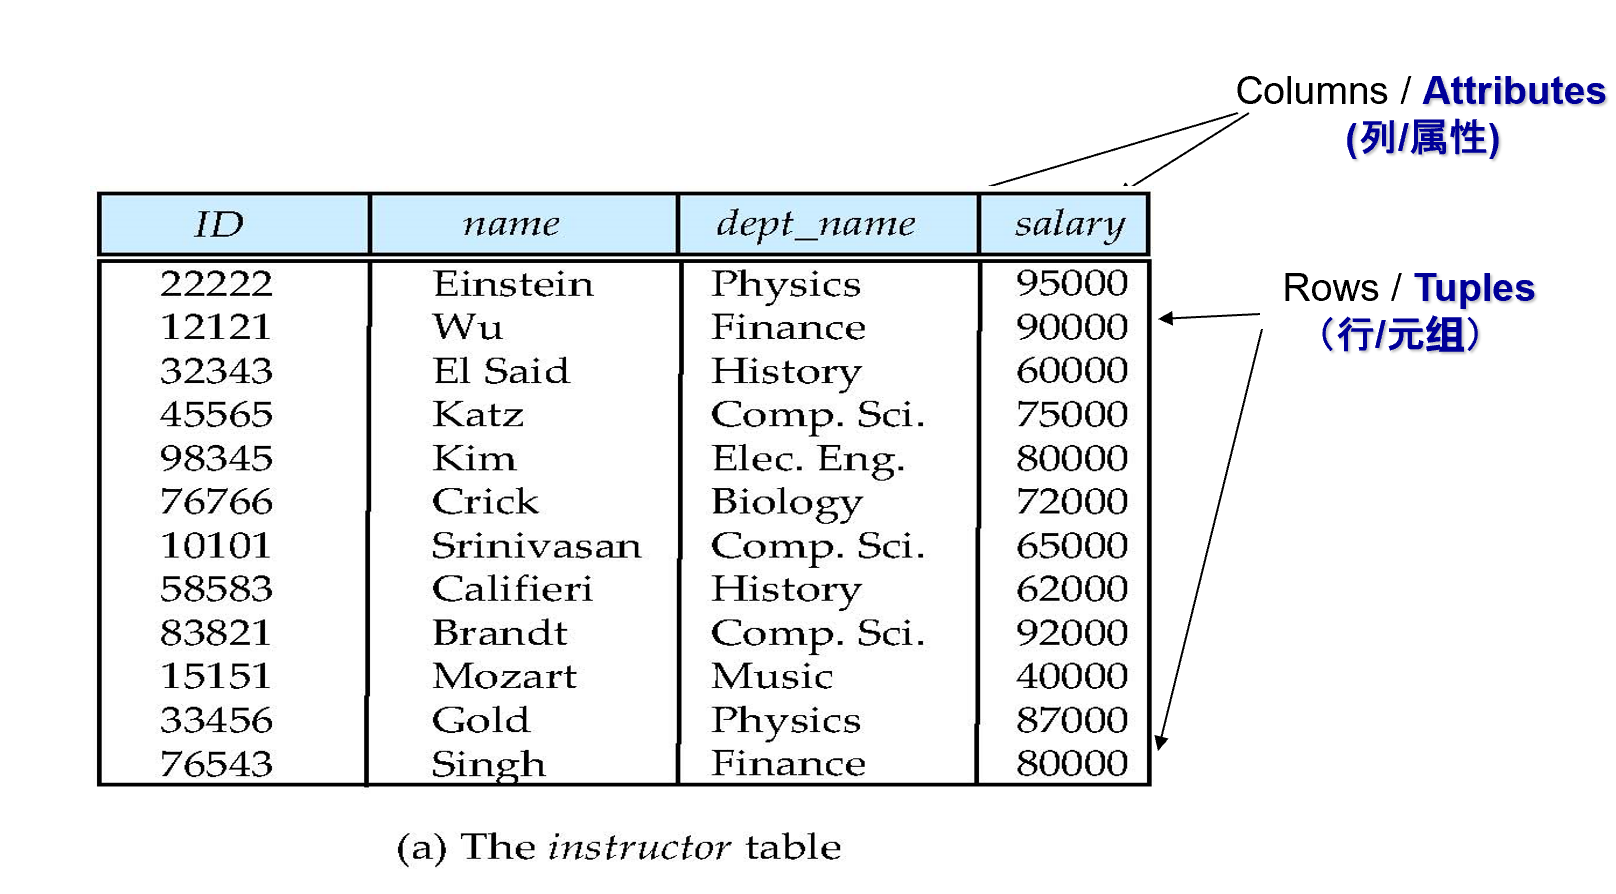 Columns / Attributes
(列/属性)
ID name dept_name salary
22222 Einstein Physics 95000
12121 Wu Finance 90000
32343 El Said History 60000
45565 Katz Comp. Sci. 75000
98345 Kim Elec. Eng. 80000
76766 Crick Biology 72000
10101 Srinivasan Comp. Sci. 65000
58583 Califieri History 62000
83821 Brandt Comp. Sci. 92000
15151 Mozart Music 40000
33456 Gold Physics 87000
76543 Singh Finance 80000
Rows / Tuples
（行/元组）
(a) The instructor table